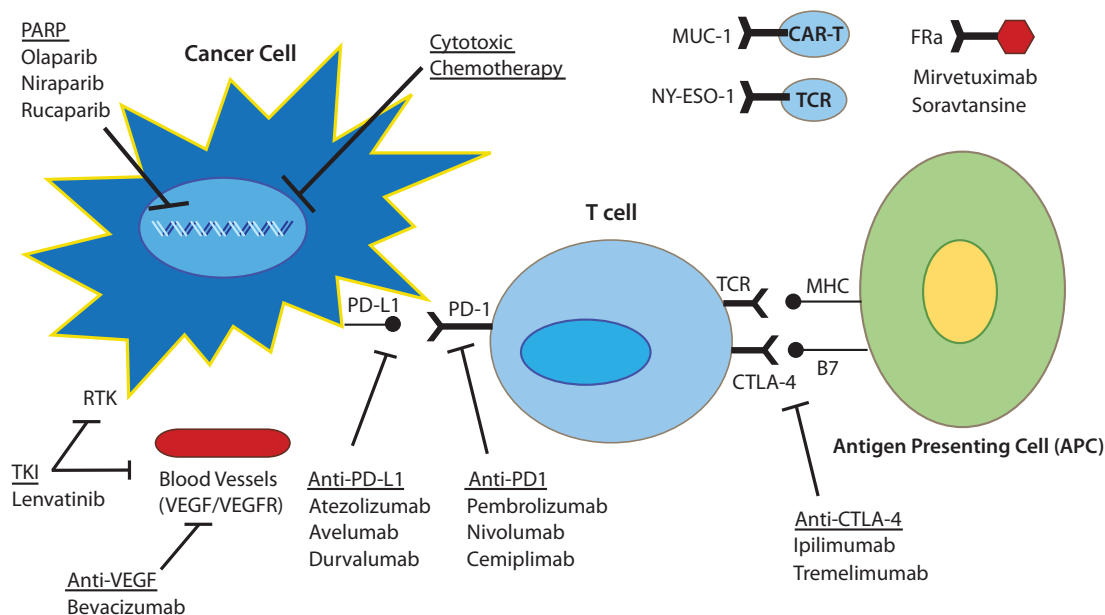 PARP
Olaparib
Niraparib
Rucaparib
Cancer Cell
Cytotoxic
Chemotherapy
MUC-1
CAR-T
NY-ESO-1
TCR
FRa
Mirvetuximab
Soravtansine
T cell
PD-L1
PD-1
TCR
MHC
CTLA-4
B7
Antigen Presenting Cell (APC)
RTK
TKI
Lenvatinib
Blood Vessels
(VEGF/VEGFR)
Anti-VEGF
Bevacizumab
Anti-PD-L1
Atezolizumab
Avelumab
Durvalumab
Anti-PD1
Pembrolizumab
Nivolumab
Cemiplimab
Anti-CTLA-4
Ipilimumab
Tremelimumab